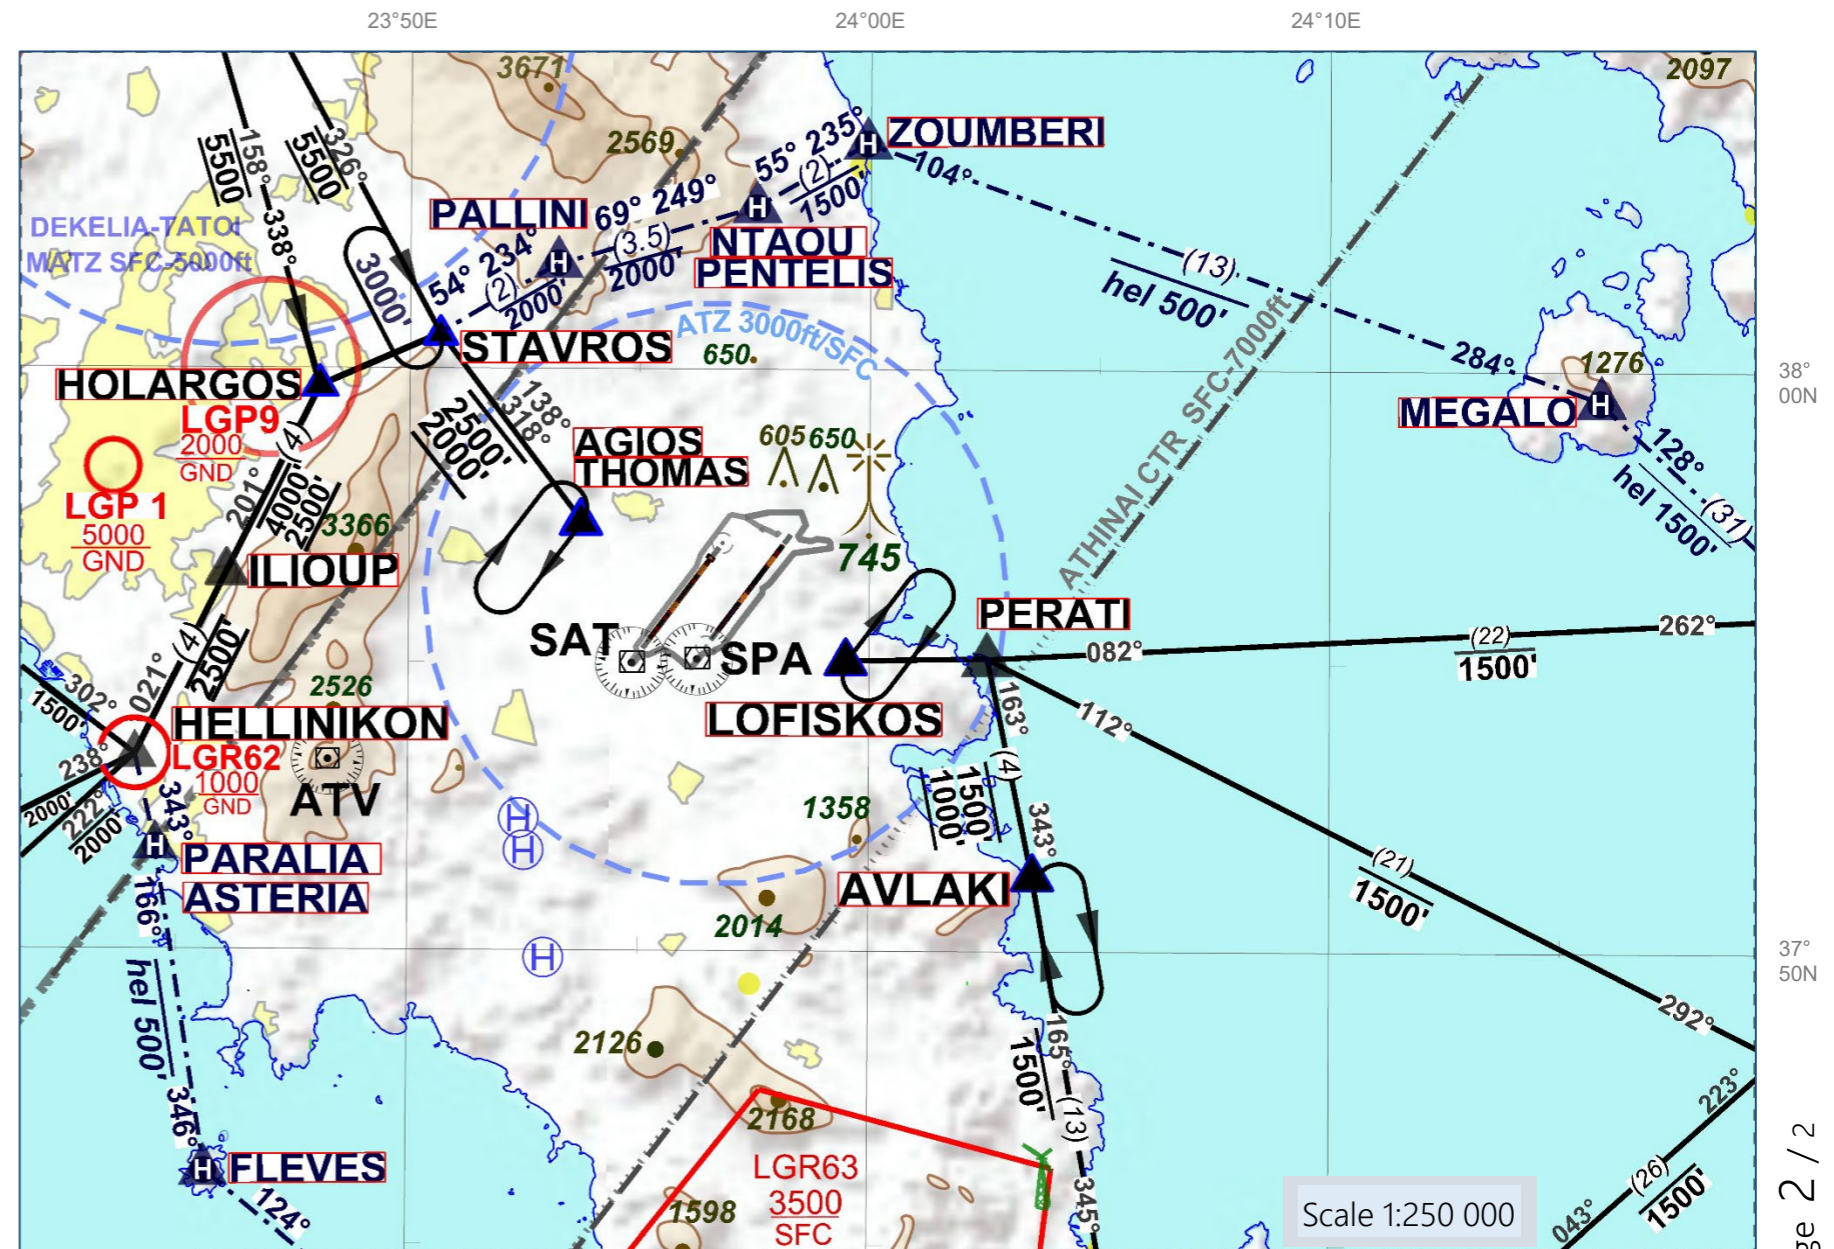 23°50E
24°00E
24°10E
3671
2097
2569
55° 235°
ZOUMBERI
(2)
1500'
104°
158°
5500
326°
5500
338°
PALLINI
69° 249°
(3.5)
2000'
NTAOU
PENTELIS
DEKELIA-TATOI
MATZ SFC-5000ft
3000'
54° 234°
(2)
2000'
(13)
hel 500'
STAVROS
ATZ 3000ft/SFC
650
284°
1276
MEGALO
38°
00N
HOLARGOS
LGP9
2000
GND
138°
318°
2500'
2000'
AGIOS
THOMAS
605
650
128°
(31)
hel 1500'
LGP 1
5000
GND
(4)
201°
4000'
2500'
3366
745
ATHINAI CTR SFC-7000ft
ILIOUP
PERATI
(4)
021°
2500'
SAT
SPA
082°
(22)
1500'
262°
2526
302°
1500'
HELLINIKON
LGR62
1000
GND
LOFISKOS
163°
112°
238°
2000'
222°
2000'
343°
ATV
(4)
1500'
1000'
343°
1358
H
H
H
PARALIA
ASTERIA
(21)
1500'
AVLAKI
166°
2014
37°
50N
hel 500'
H
2126
165°
1500'
292°
346°
2168
(13)
223°
H
FLEVES
124°
LGR63
3500
SFC
1598
345°
Scale 1:250 000
(26)
1500'
043°
2 / 2